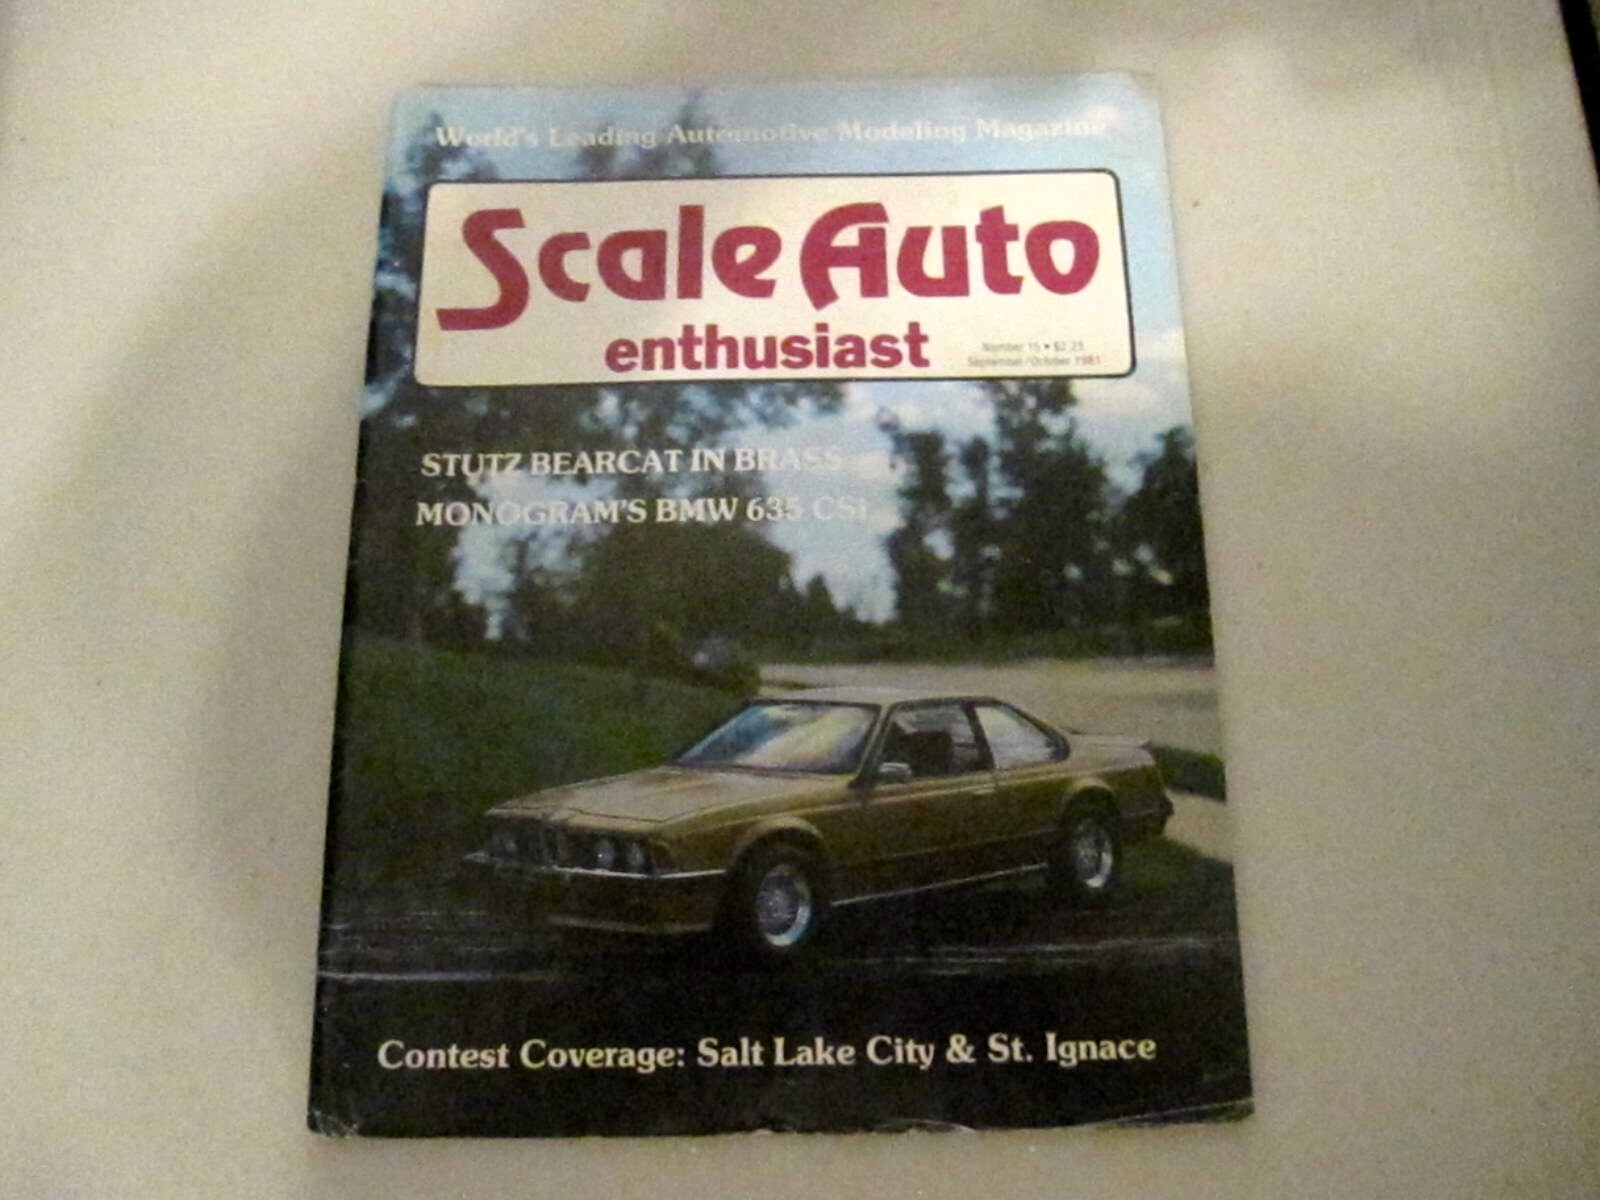 World's Leading Automotive Modeling Magazine
Scale Auto
enthusiast
Number 15 • $2.25
September/October 1981
STUTZ BEARCAT IN BRASS
MONOGRAM'S BMW 635 CSi
Contest Coverage: Salt Lake City & St. Ignace